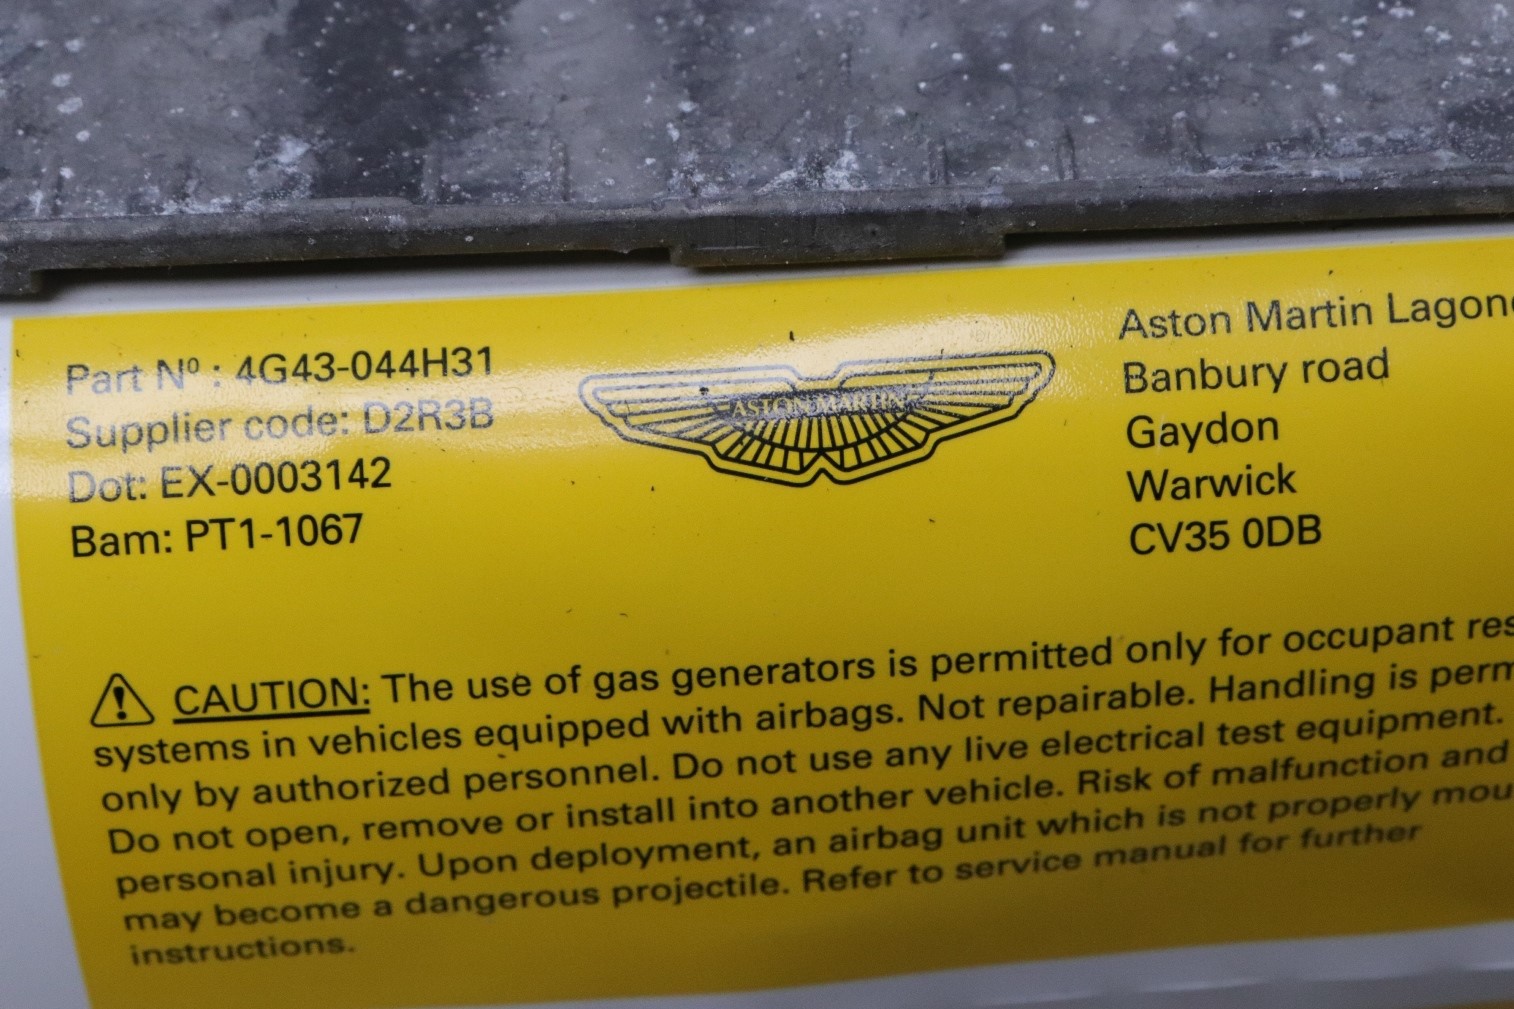 Part Nº : 4G43-044H31
Supplier code: D2R3B
Dot: EX-0003142
Bam: PT1-1067
ASTON MARTIN
Aston Martin Lagon
Banbury road
Gaydon
Warwick
CV35 0DB
CAUTION: The use of gas generators is permitted only for occupant res
systems in vehicles equipped with airbags. Not repairable. Handling is perm
only by authorized personnel. Do not use any live electrical test equipment.
Do not open, remove or install into another vehicle. Risk of malfunction and
personal injury. Upon deployment, an airbag unit which is not properly mou
may become a dangerous projectile. Refer to service manual for further
instructions.